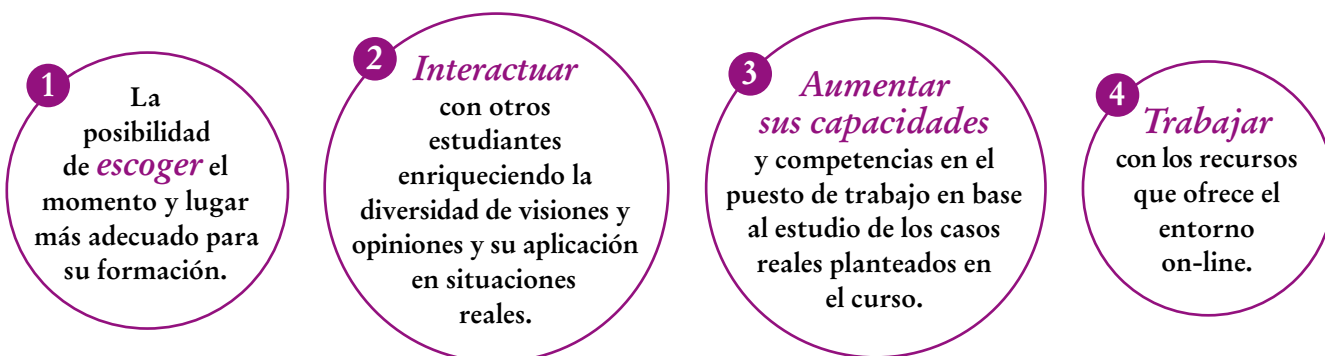 1
La
posibilidad
de escoger el
momento y lugar
más adecuado para
su formación.
2
Interactuar
con otros
estudiantes
enriqueciendo la
diversidad de visiones y
opiniones y su aplicación
en situaciones
reales.
3
Aumentar
sus capacidades
y competencias en el
puesto de trabajo en base
al estudio de los casos
reales planteados en
el curso.
4
Trabajar
con los recursos
que ofrece el
entorno
on-line.